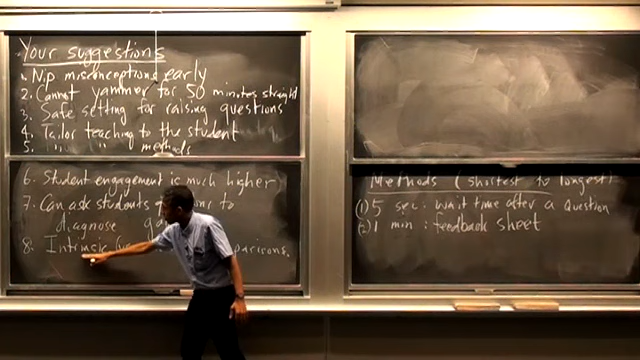 Your suggestions
1. Nip misconceptions early
2. Cannot yammer for 50 minutes straight
3. Safe setting for raising questions
4. Tailor teaching to the student
5. " " " methods
6. Student engagement is much higher
7. Can ask students to
diagnose
8. Intrinsic parisons.
Methods (shortest to longest)
(1) 5 sec: wait time after a question
(2) 1 min: feedback sheet